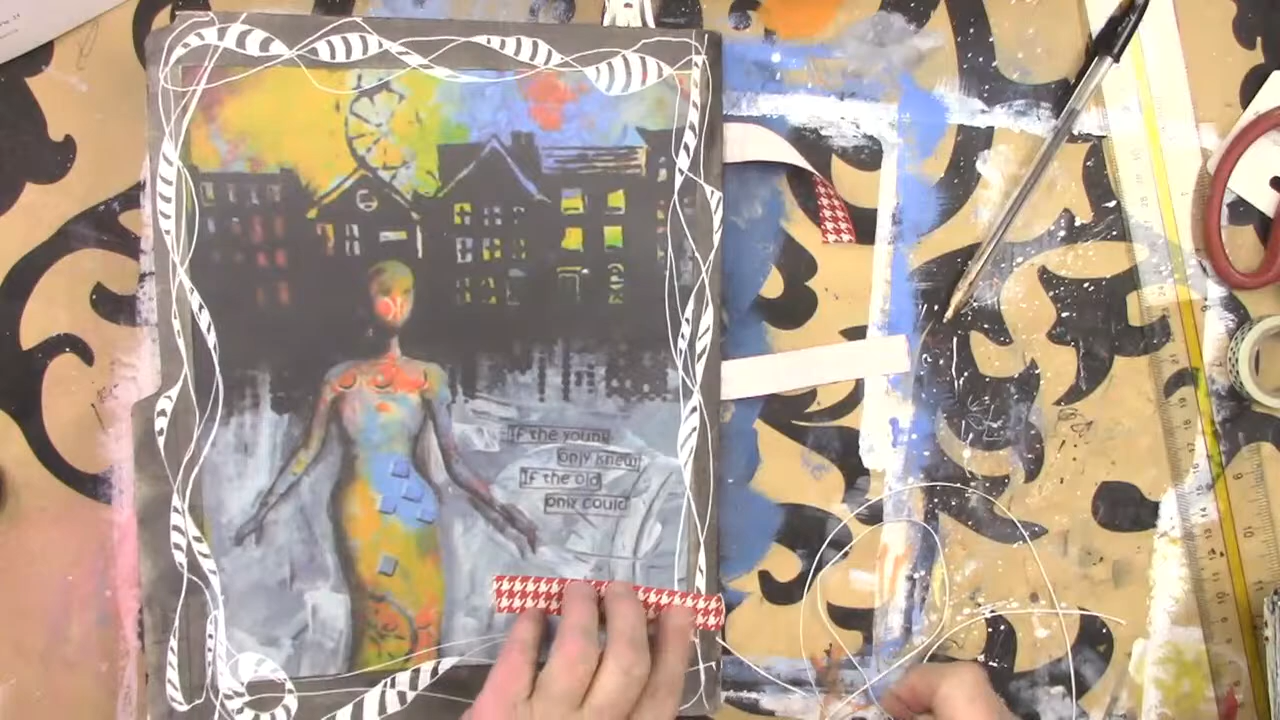 If the young
only knew
If the old
only could